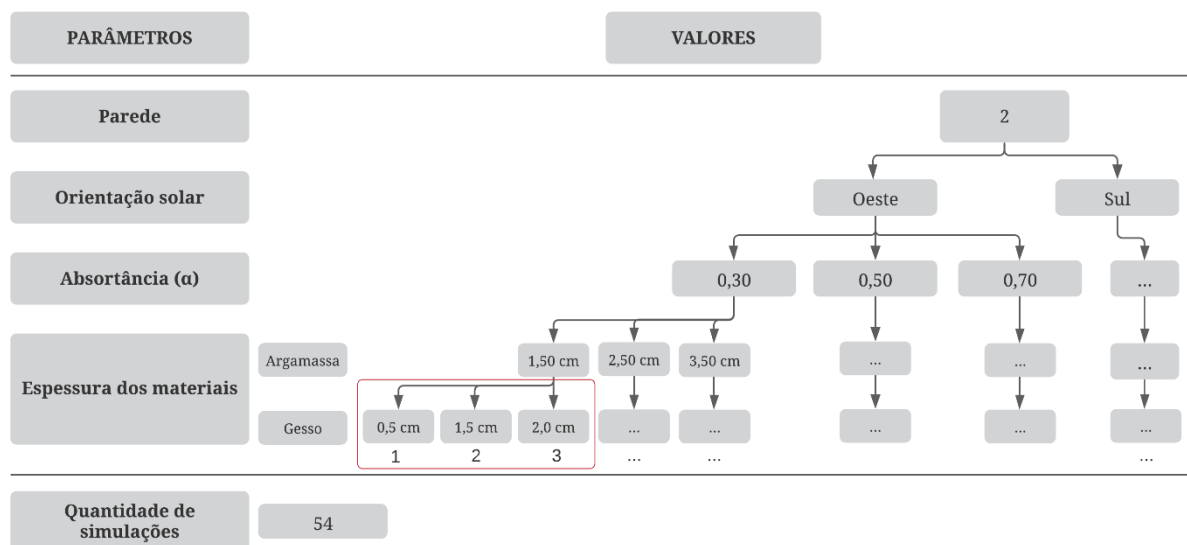 PARÂMETROS
VALORES
Parede
2
Orientação solar
Oeste
Sul
Absortância (α)
0,30
0,50
0,70
...
Espessura dos materiais
Argamassa
1,50 cm
2,50 cm
3,50 cm
...
...
...
Gesso
0,5 cm
1,5 cm
2,0 cm
...
...
...
...
...
1
2
3
...
...
...
Quantidade de
simulações
54